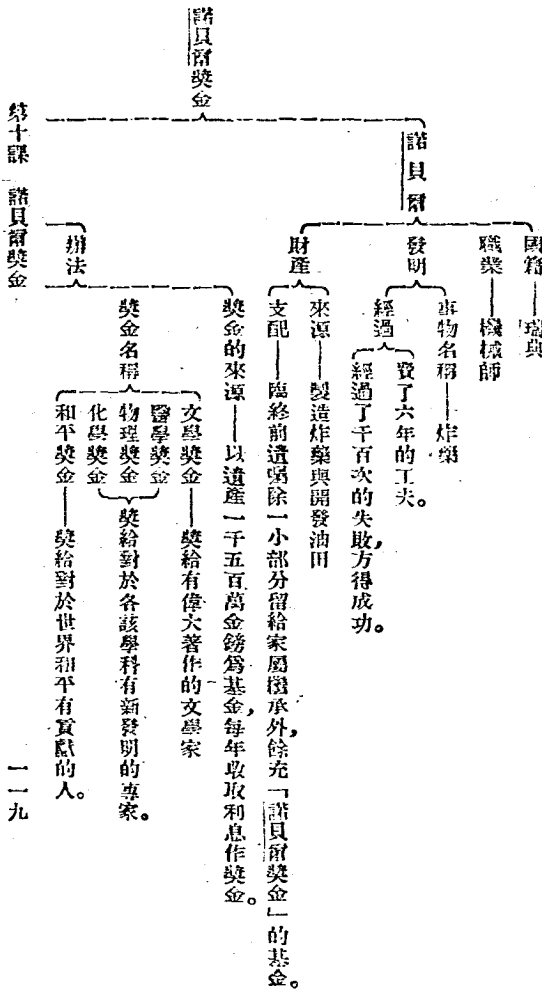 諾貝爾獎金
諾貝爾
國籍——瑞典
職業——機械師
發明
事物名稱——炸藥
經過
費了六年的工夫。
經過了千百次的失敗,方得成功。
財產
來源——製造炸藥與開發油田
支配——臨終前遺囑除一小部分留給家屬繼承外,餘充「諾貝爾獎金」的基金。
辦法
獎金的來源——以遺產一千五百萬金鎊爲基金,每年收取利息作獎金。
獎金名稱
文學獎金——獎給有偉大著作的文學家
醫學獎金
物理獎金
化學獎金
獎給對於各該學科有新發明的專家。
和平獎金——獎給對於世界和平有貢獻的人。
第十課 諾貝爾獎金
一一九